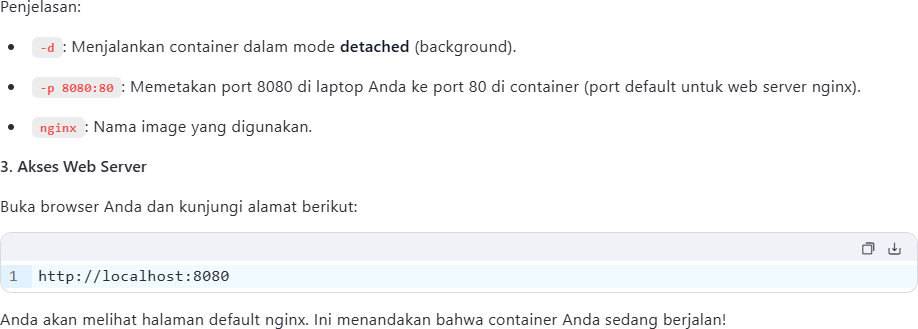 Penjelasan:
-d: Menjalankan container dalam mode detached (background).
-p 8080:80: Memetakan port 8080 di laptop Anda ke port 80 di container (port default untuk web server nginx).
nginx: Nama image yang digunakan.
3. Akses Web Server
Buka browser Anda dan kunjungi alamat berikut:
1 http://localhost:8080
Anda akan melihat halaman default nginx. Ini menandakan bahwa container Anda sedang berjalan!